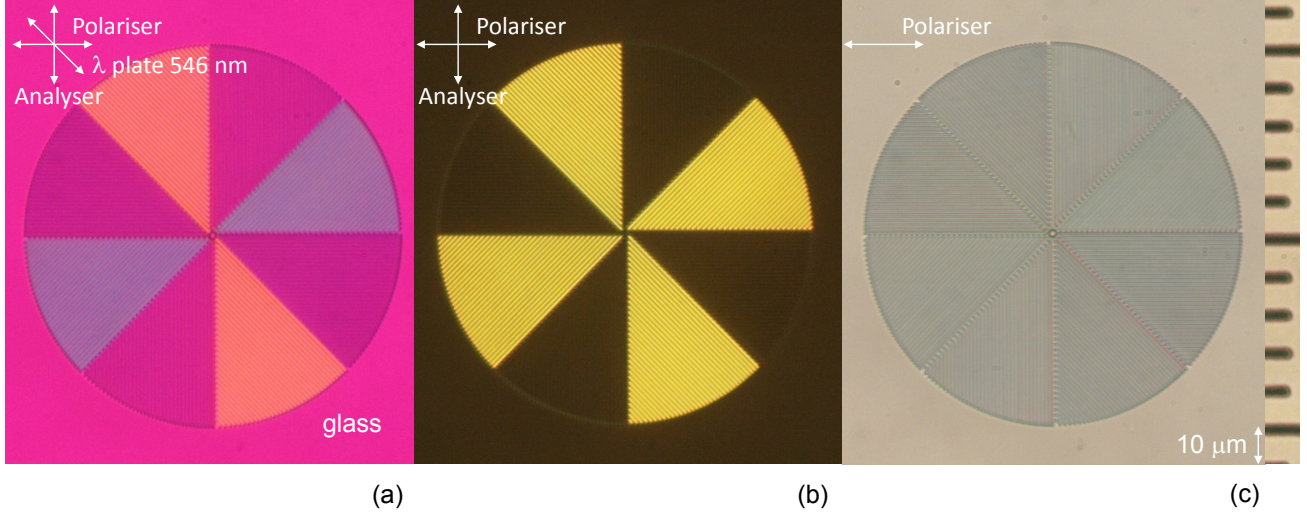 Polariser
λ plate 546 nm
Analyser
glass
(a)
Polariser
Analyser
(b)
Polariser
10 μm
(c)